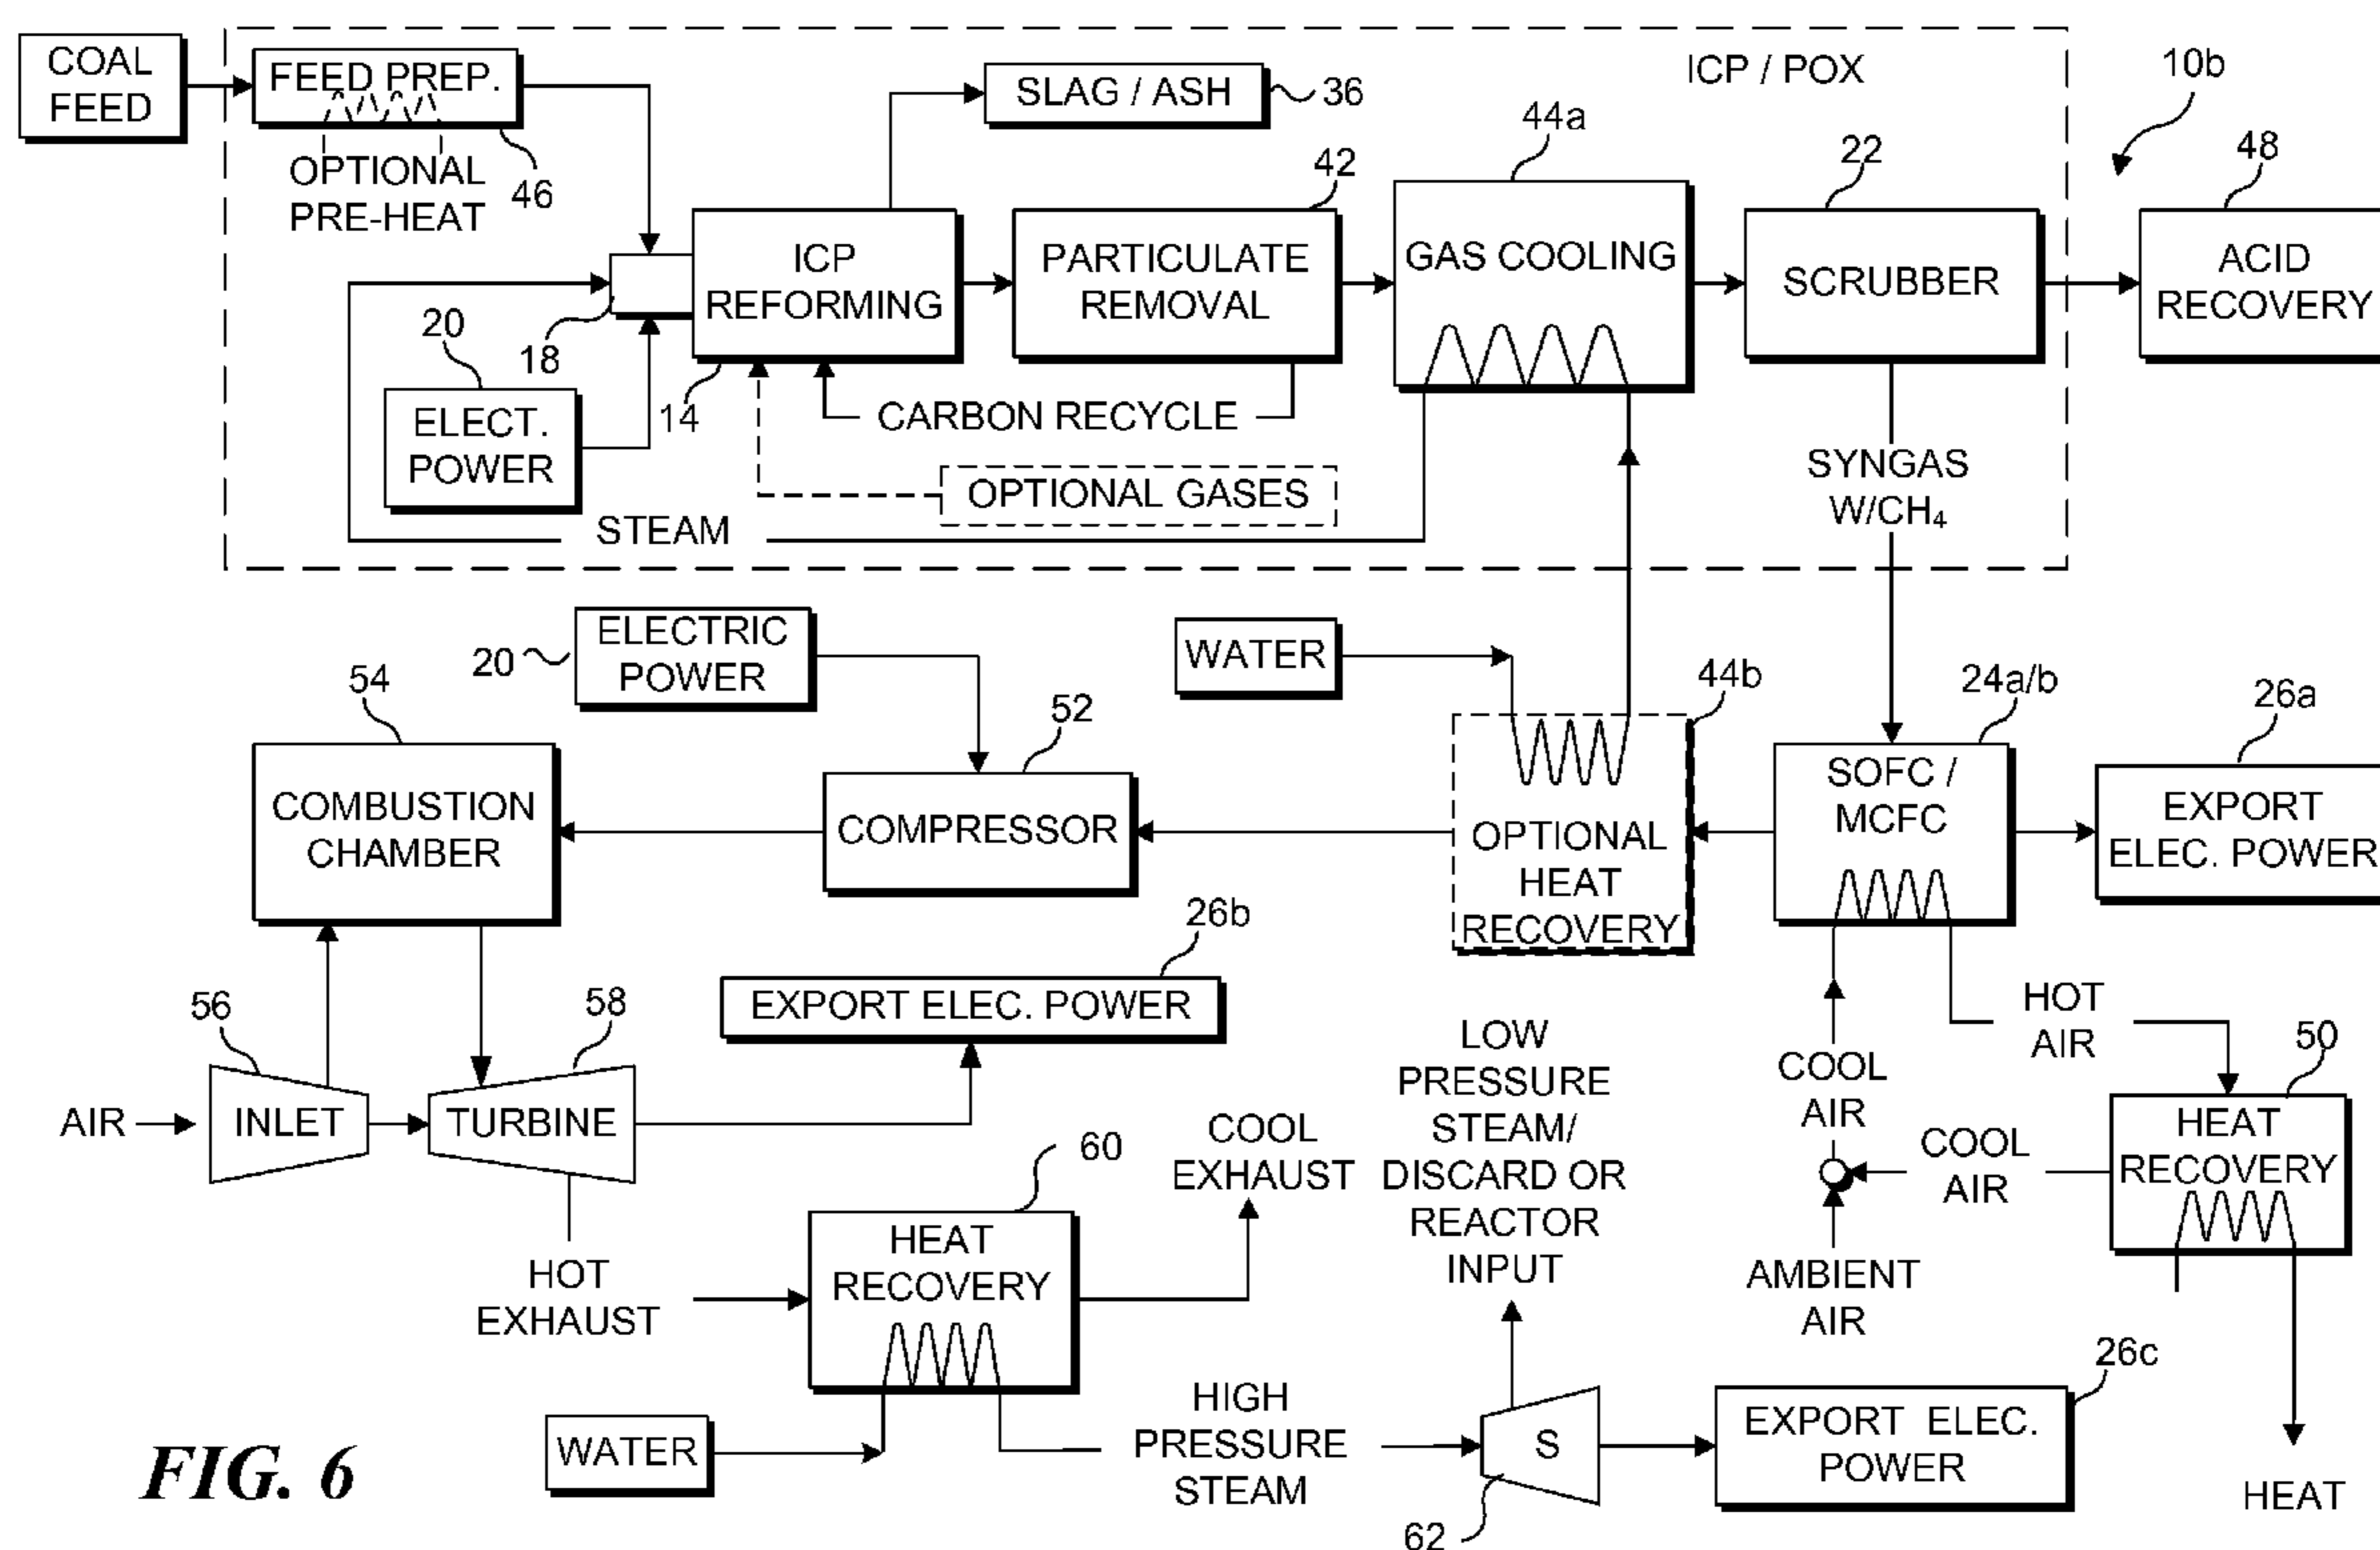 COAL
FEED
FEED PREP.
OPTIONAL
PRE-HEAT
46
SLAG / ASH
36
ICP / POX
10b
44a
42
22
48
ICP
REFORMING
PARTICULATE
REMOVAL
GAS COOLING
SCRUBBER
ACID
RECOVERY
20
18
14
ELECT.
POWER
CARBON RECYCLE
OPTIONAL GASES
STEAM
SYNGAS
W/CH₄
20
ELECTRIC
POWER
WATER
44b
24a/b
26a
54
52
COMBUSTION
CHAMBER
COMPRESSOR
OPTIONAL
HEAT
RECOVERY
SOFC /
MCFC
EXPORT
ELEC. POWER
26b
EXPORT ELEC. POWER
56
58
AIR
INLET
TURBINE
HOT
EXHAUST
60
HEAT
RECOVERY
COOL
EXHAUST
LOW
PRESSURE
STEAM/
DISCARD OR
REACTOR
INPUT
HOT
AIR
COOL
AIR
50
HEAT
RECOVERY
COOL
AIR
AMBIENT
AIR
WATER
HIGH
PRESSURE
STEAM
S
62
26c
EXPORT ELEC.
POWER
HEAT
FIG. 6